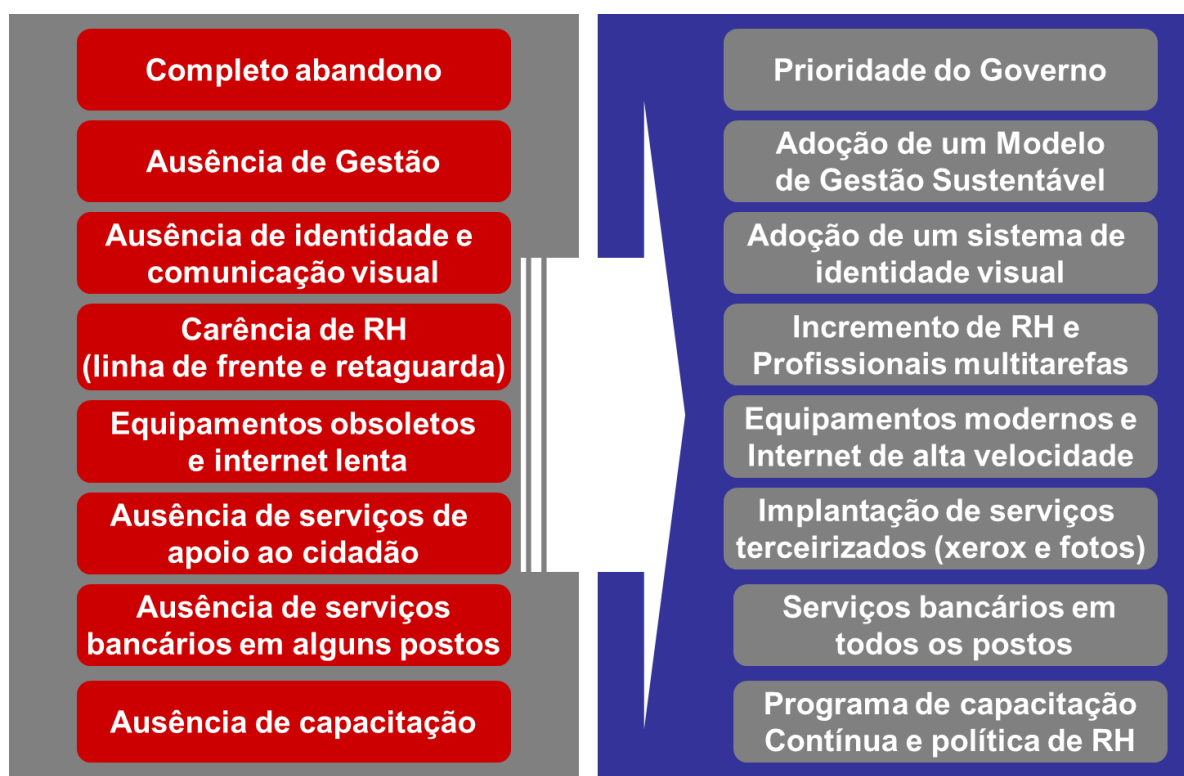 Completo abandono
Ausência de Gestão
Ausência de identidade e
comunicação visual
Carência de RH
(linha de frente e retaguarda)
Equipamentos obsoletos
e internet lenta
Ausência de serviços de
apoio ao cidadão
Ausência de serviços
bancários em alguns postos
Ausência de capacitação
Prioridade do Governo
Adoção de um Modelo
de Gestão Sustentável
Adoção de um sistema de
identidade visual
Incremento de RH e
Profissionais multitarefas
Equipamentos modernos e
Internet de alta velocidade
Implantação de serviços
terceirizados (xerox e fotos)
Serviços bancários em
todos os postos
Programa de capacitação
Contínua e política de RH